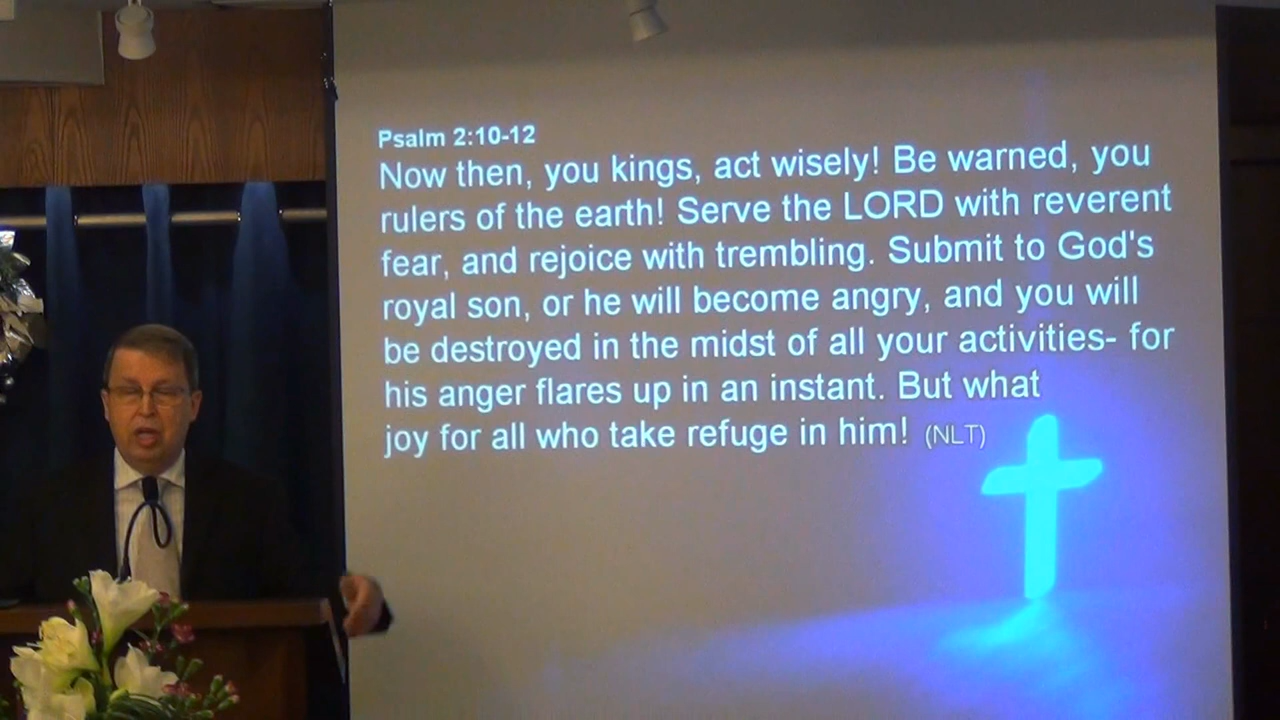 Psalm 2:10-12
Now then, you kings, act wisely! Be warned, you
rulers of the earth! Serve the LORD with reverent
fear, and rejoice with trembling. Submit to God's
royal son, or he will become angry, and you will
be destroyed in the midst of all your activities- for
his anger flares up in an instant. But what
joy for all who take refuge in him! (NLT)